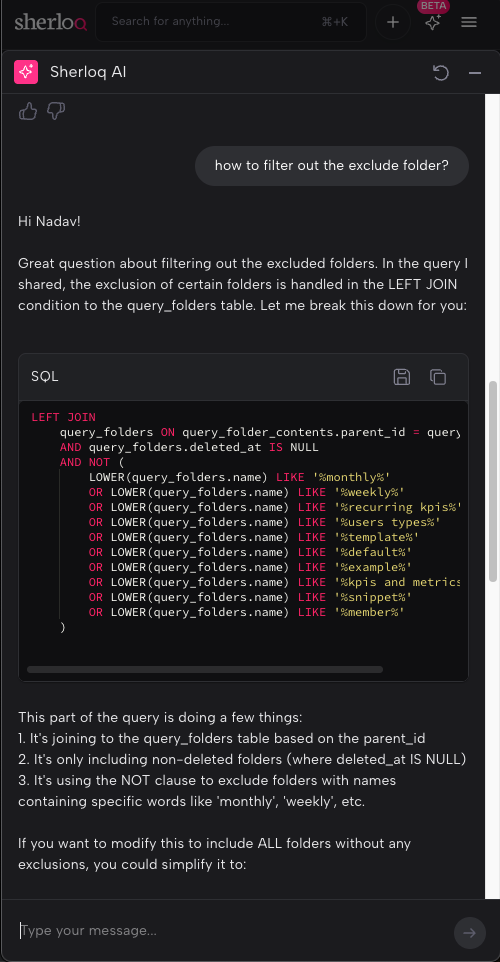 BETA
sherloq
Search for anything...
⌘+K
Sherloq AI
how to filter out the exclude folder?
Hi Nadav!
Great question about filtering out the excluded folders. In the query I
shared, the exclusion of certain folders is handled in the LEFT JOIN
condition to the query_folders table. Let me break this down for you:
SQL
LEFT JOIN
query_folders ON query_folder_contents.parent_id = query
AND query_folders.deleted_at IS NULL
AND NOT (
LOWER(query_folders.name) LIKE '%monthly%'
OR LOWER(query_folders.name) LIKE '%weekly%'
OR LOWER(query_folders.name) LIKE '%recurring kpis%'
OR LOWER(query_folders.name) LIKE '%users types%'
OR LOWER(query_folders.name) LIKE '%template%'
OR LOWER(query_folders.name) LIKE '%default%'
OR LOWER(query_folders.name) LIKE '%example%'
OR LOWER(query_folders.name) LIKE '%kpis and metrics
OR LOWER(query_folders.name) LIKE '%snippet%'
OR LOWER(query_folders.name) LIKE '%member%'
)
This part of the query is doing a few things:
1. It's joining to the query_folders table based on the parent_id
2. It's only including non-deleted folders (where deleted_at IS NULL)
3. It's using the NOT clause to exclude folders with names
containing specific words like 'monthly', 'weekly', etc.
If you want to modify this to include ALL folders without any
exclusions, you could simplify it to:
Type your message...